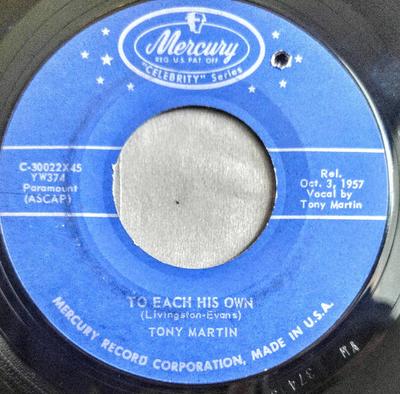 Mercury
REG U.S. PAT OFF
"CELEBRITY" Series
C-30022X45
YW374
Paramount
(ASCAP)
Rel.
Oct. 3, 1957
Vocal by
Tony Martin
TO EACH HIS OWN
(Livingston-Evans)
TONY MARTIN
MERCURY RECORD CORPORATION, MADE IN U.S.A.
374